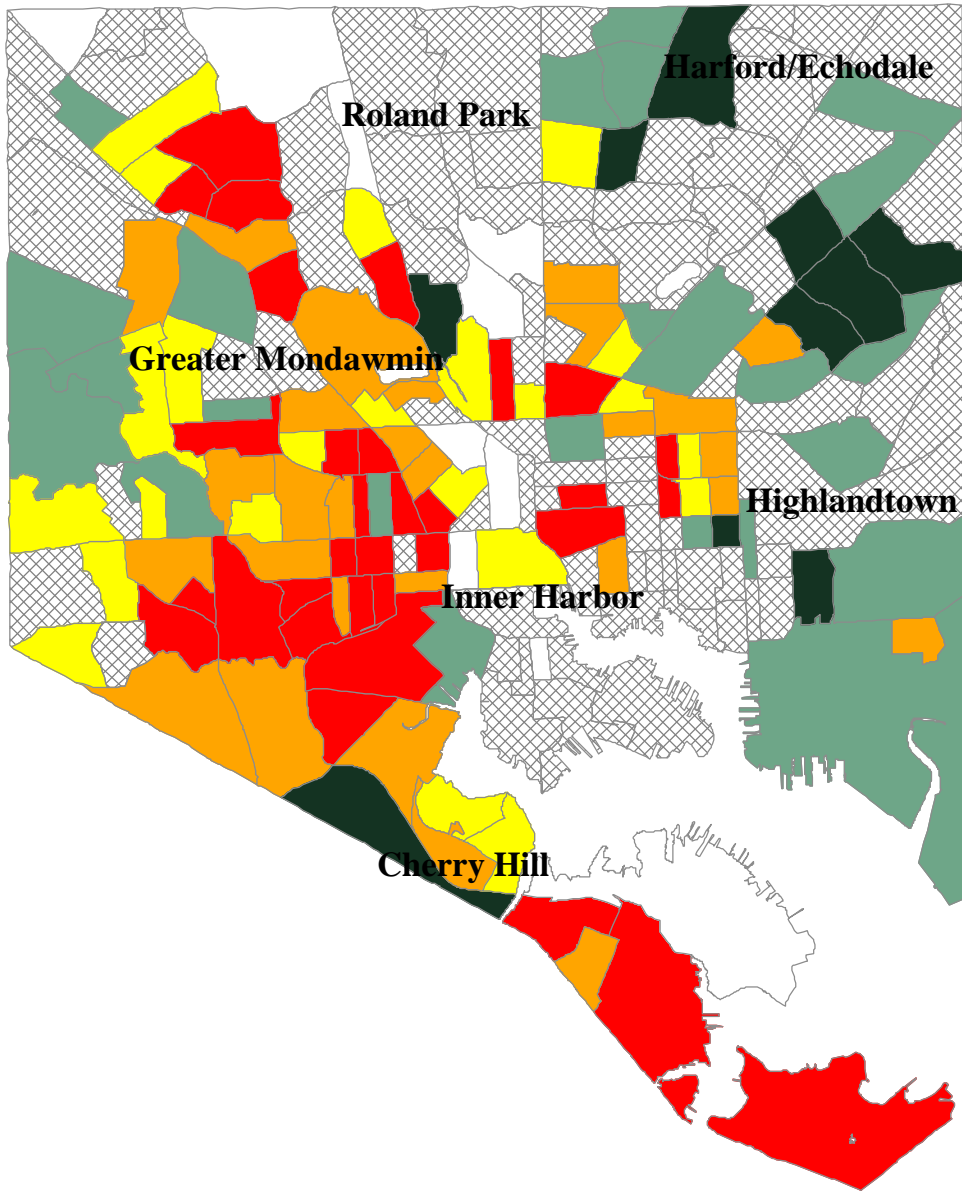 Harford/Echodale
Roland Park
Greater Mondawmin
Highlandtown
Inner Harbor
Cherry Hill